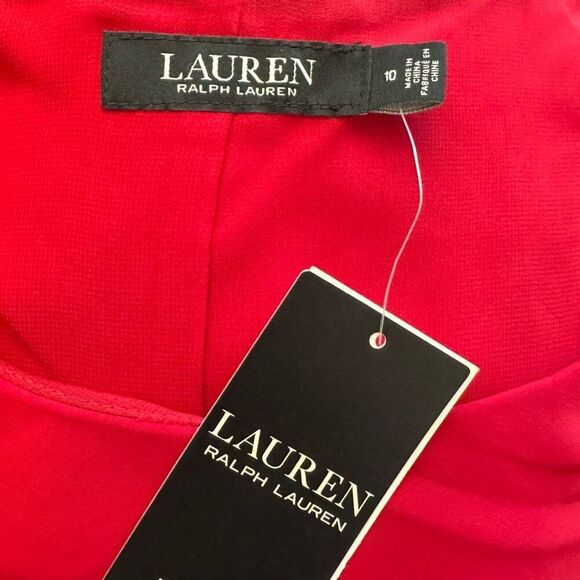 LAUREN
RALPH LAUREN
10
MADE IN
CHINA
FABRIQUÉ EN
CHINE
LAUREN
RALPH LAUREN